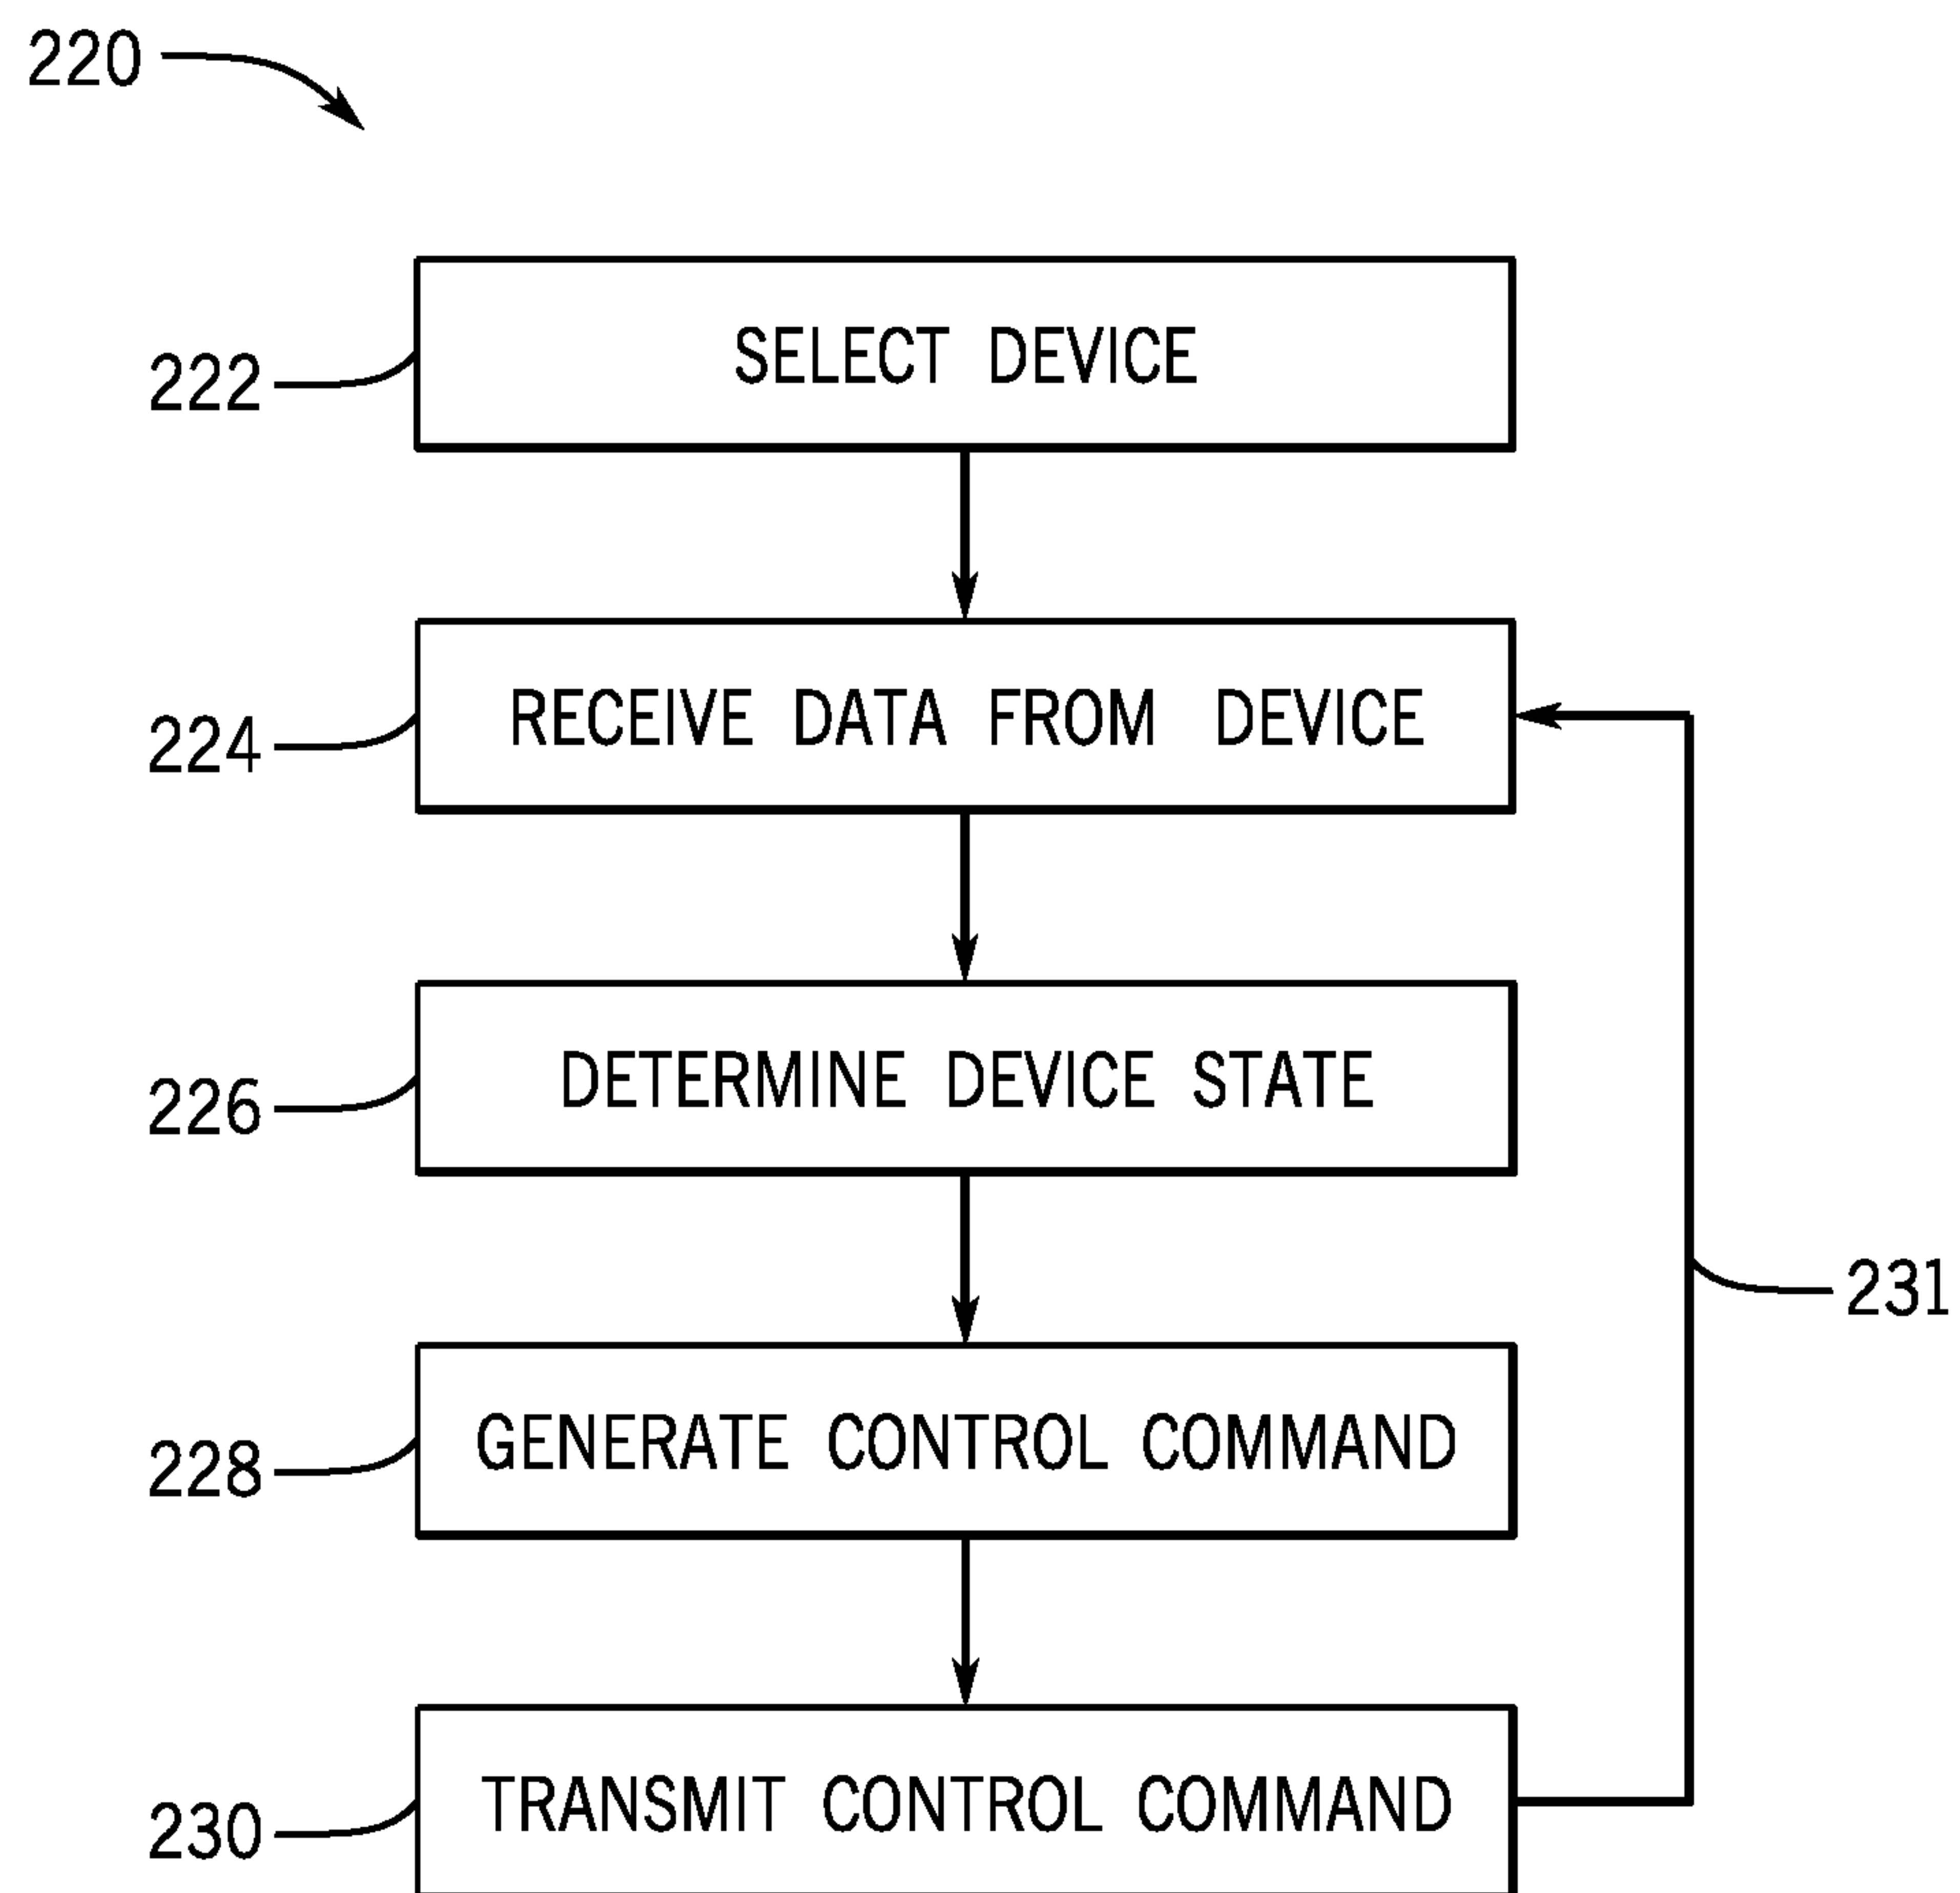 220
SELECT DEVICE
222
RECEIVE DATA FROM DEVICE
224
DETERMINE DEVICE STATE
226
231
GENERATE CONTROL COMMAND
228
TRANSMIT CONTROL COMMAND
230